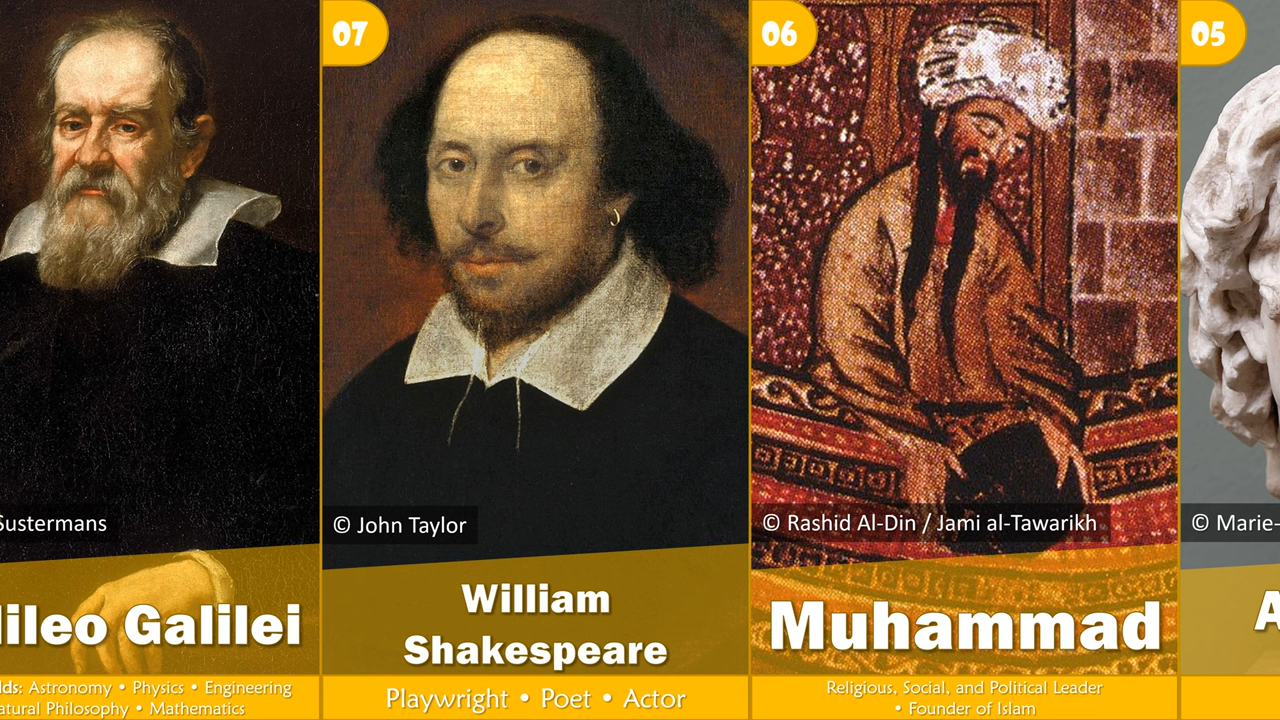 Sustermans
lileo Galilei
lds: Astronomy • Physics • Engineering
atural Philosophy • Mathematics
07
© John Taylor
William
Shakespeare
Playwright • Poet • Actor
06
© Rashid Al-Din / Jami al-Tawarikh
Muhammad
Religious, Social, and Political Leader
• Founder of Islam
05
© Marie-
A